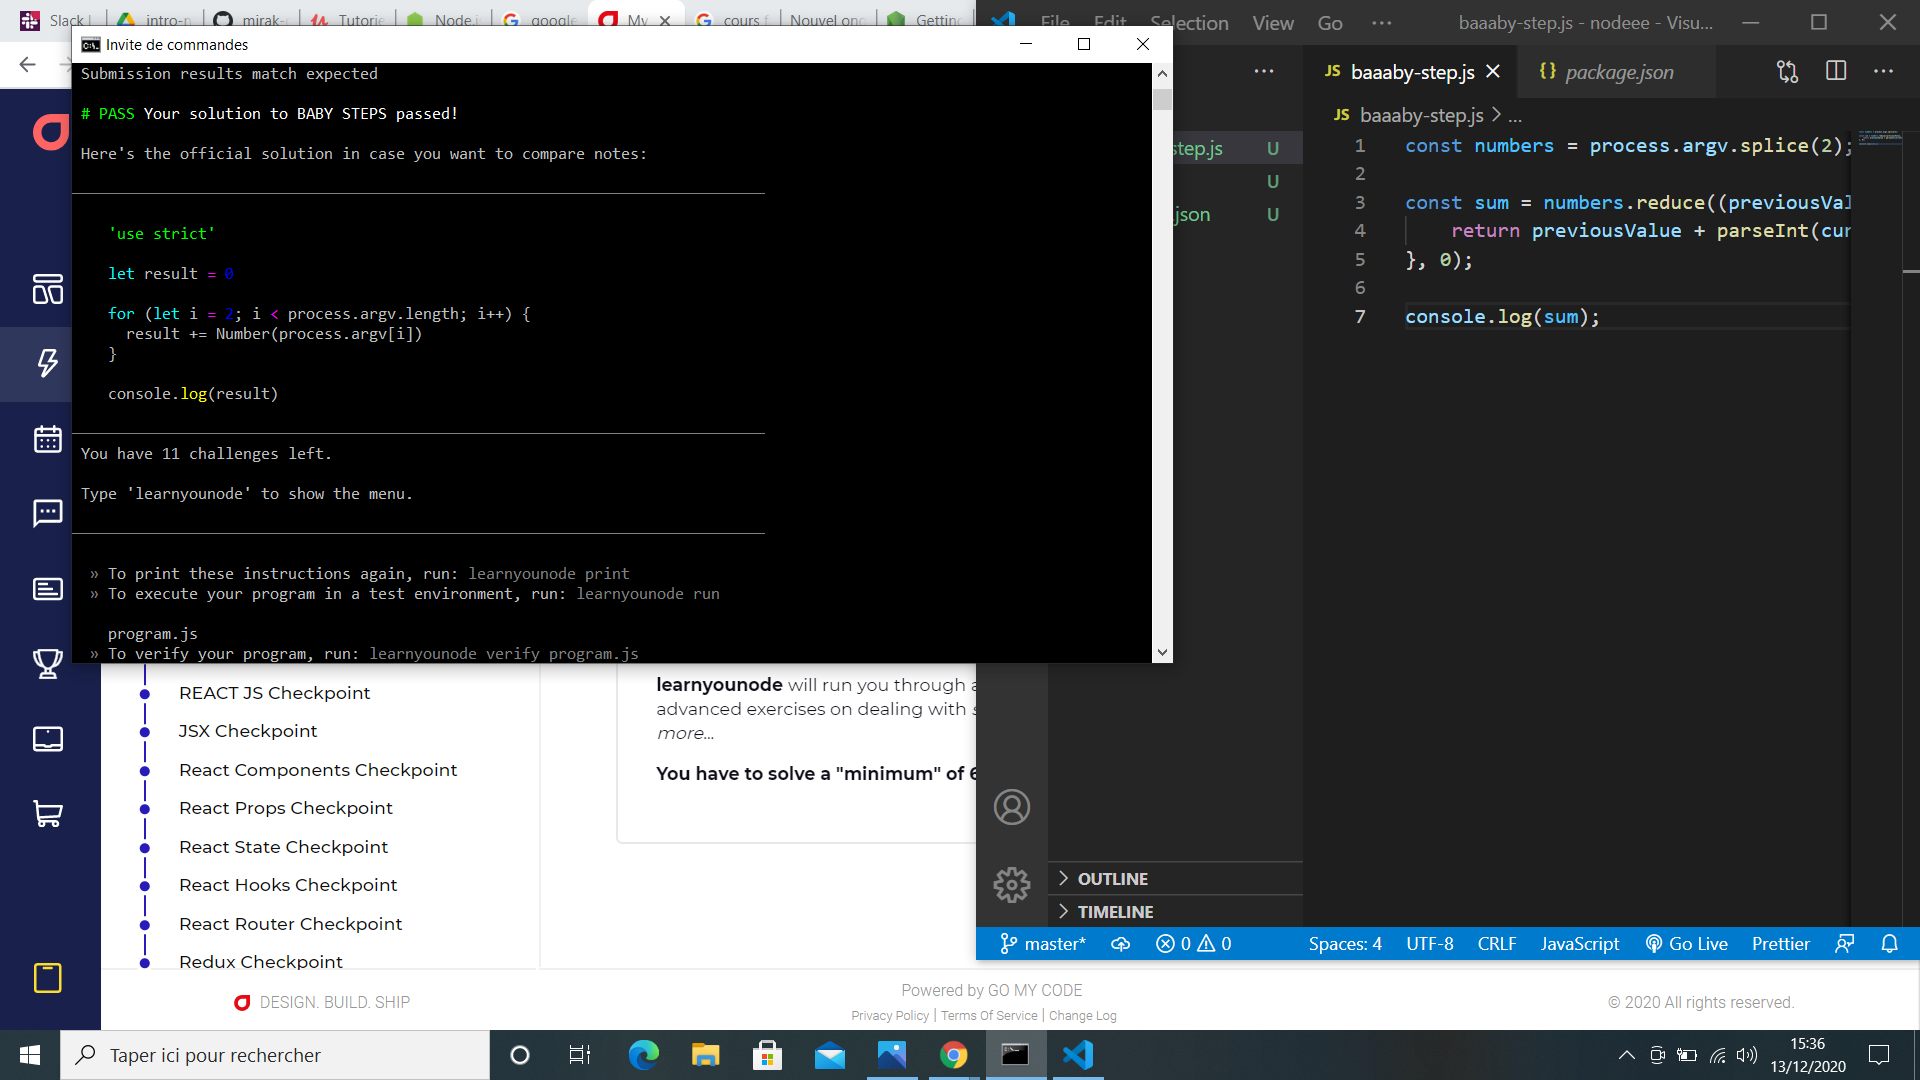 Slack
intro-n
mirak-
Tutorie
Node.js
google
My
cours f
Nouvel ong
Getting
File Edit Selection View Go ···
baaaby-step.js - nodeee - Visu...
Invite de commandes
Submission results match expected
# PASS Your solution to BABY STEPS passed!
Here's the official solution in case you want to compare notes:
'use strict'
let result = 0
for (let i = 2; i < process.argv.length; i++) {
result += Number(process.argv[i])
}
console.log(result)
You have 11 challenges left.
Type 'learnyounode' to show the menu.
» To print these instructions again, run: learnyounode print
» To execute your program in a test environment, run: learnyounode run
program.js
» To verify your program, run: learnyounode verify program.js
step.js U
U
.json U
JS baaaby-step.js
{} package.json
JS baaaby-step.js > ...
1 const numbers = process.argv.splice(2);
2
3 const sum = numbers.reduce((previousVal
4 return previousValue + parseInt(cur
5 }, 0);
6
7 console.log(sum);
REACT JS Checkpoint
JSX Checkpoint
React Components Checkpoint
React Props Checkpoint
React State Checkpoint
React Hooks Checkpoint
React Router Checkpoint
Redux Checkpoint
learnyounode will run you through a
advanced exercises on dealing with s
more...
You have to solve a "minimum" of 6
OUTLINE
TIMELINE
master* 0 0 Spaces: 4 UTF-8 CRLF JavaScript Go Live Prettier
DESIGN. BUILD. SHIP
Powered by GO MY CODE
Privacy Policy | Terms Of Service | Change Log
© 2020 All rights reserved.
Taper ici pour rechercher
15:36
13/12/2020